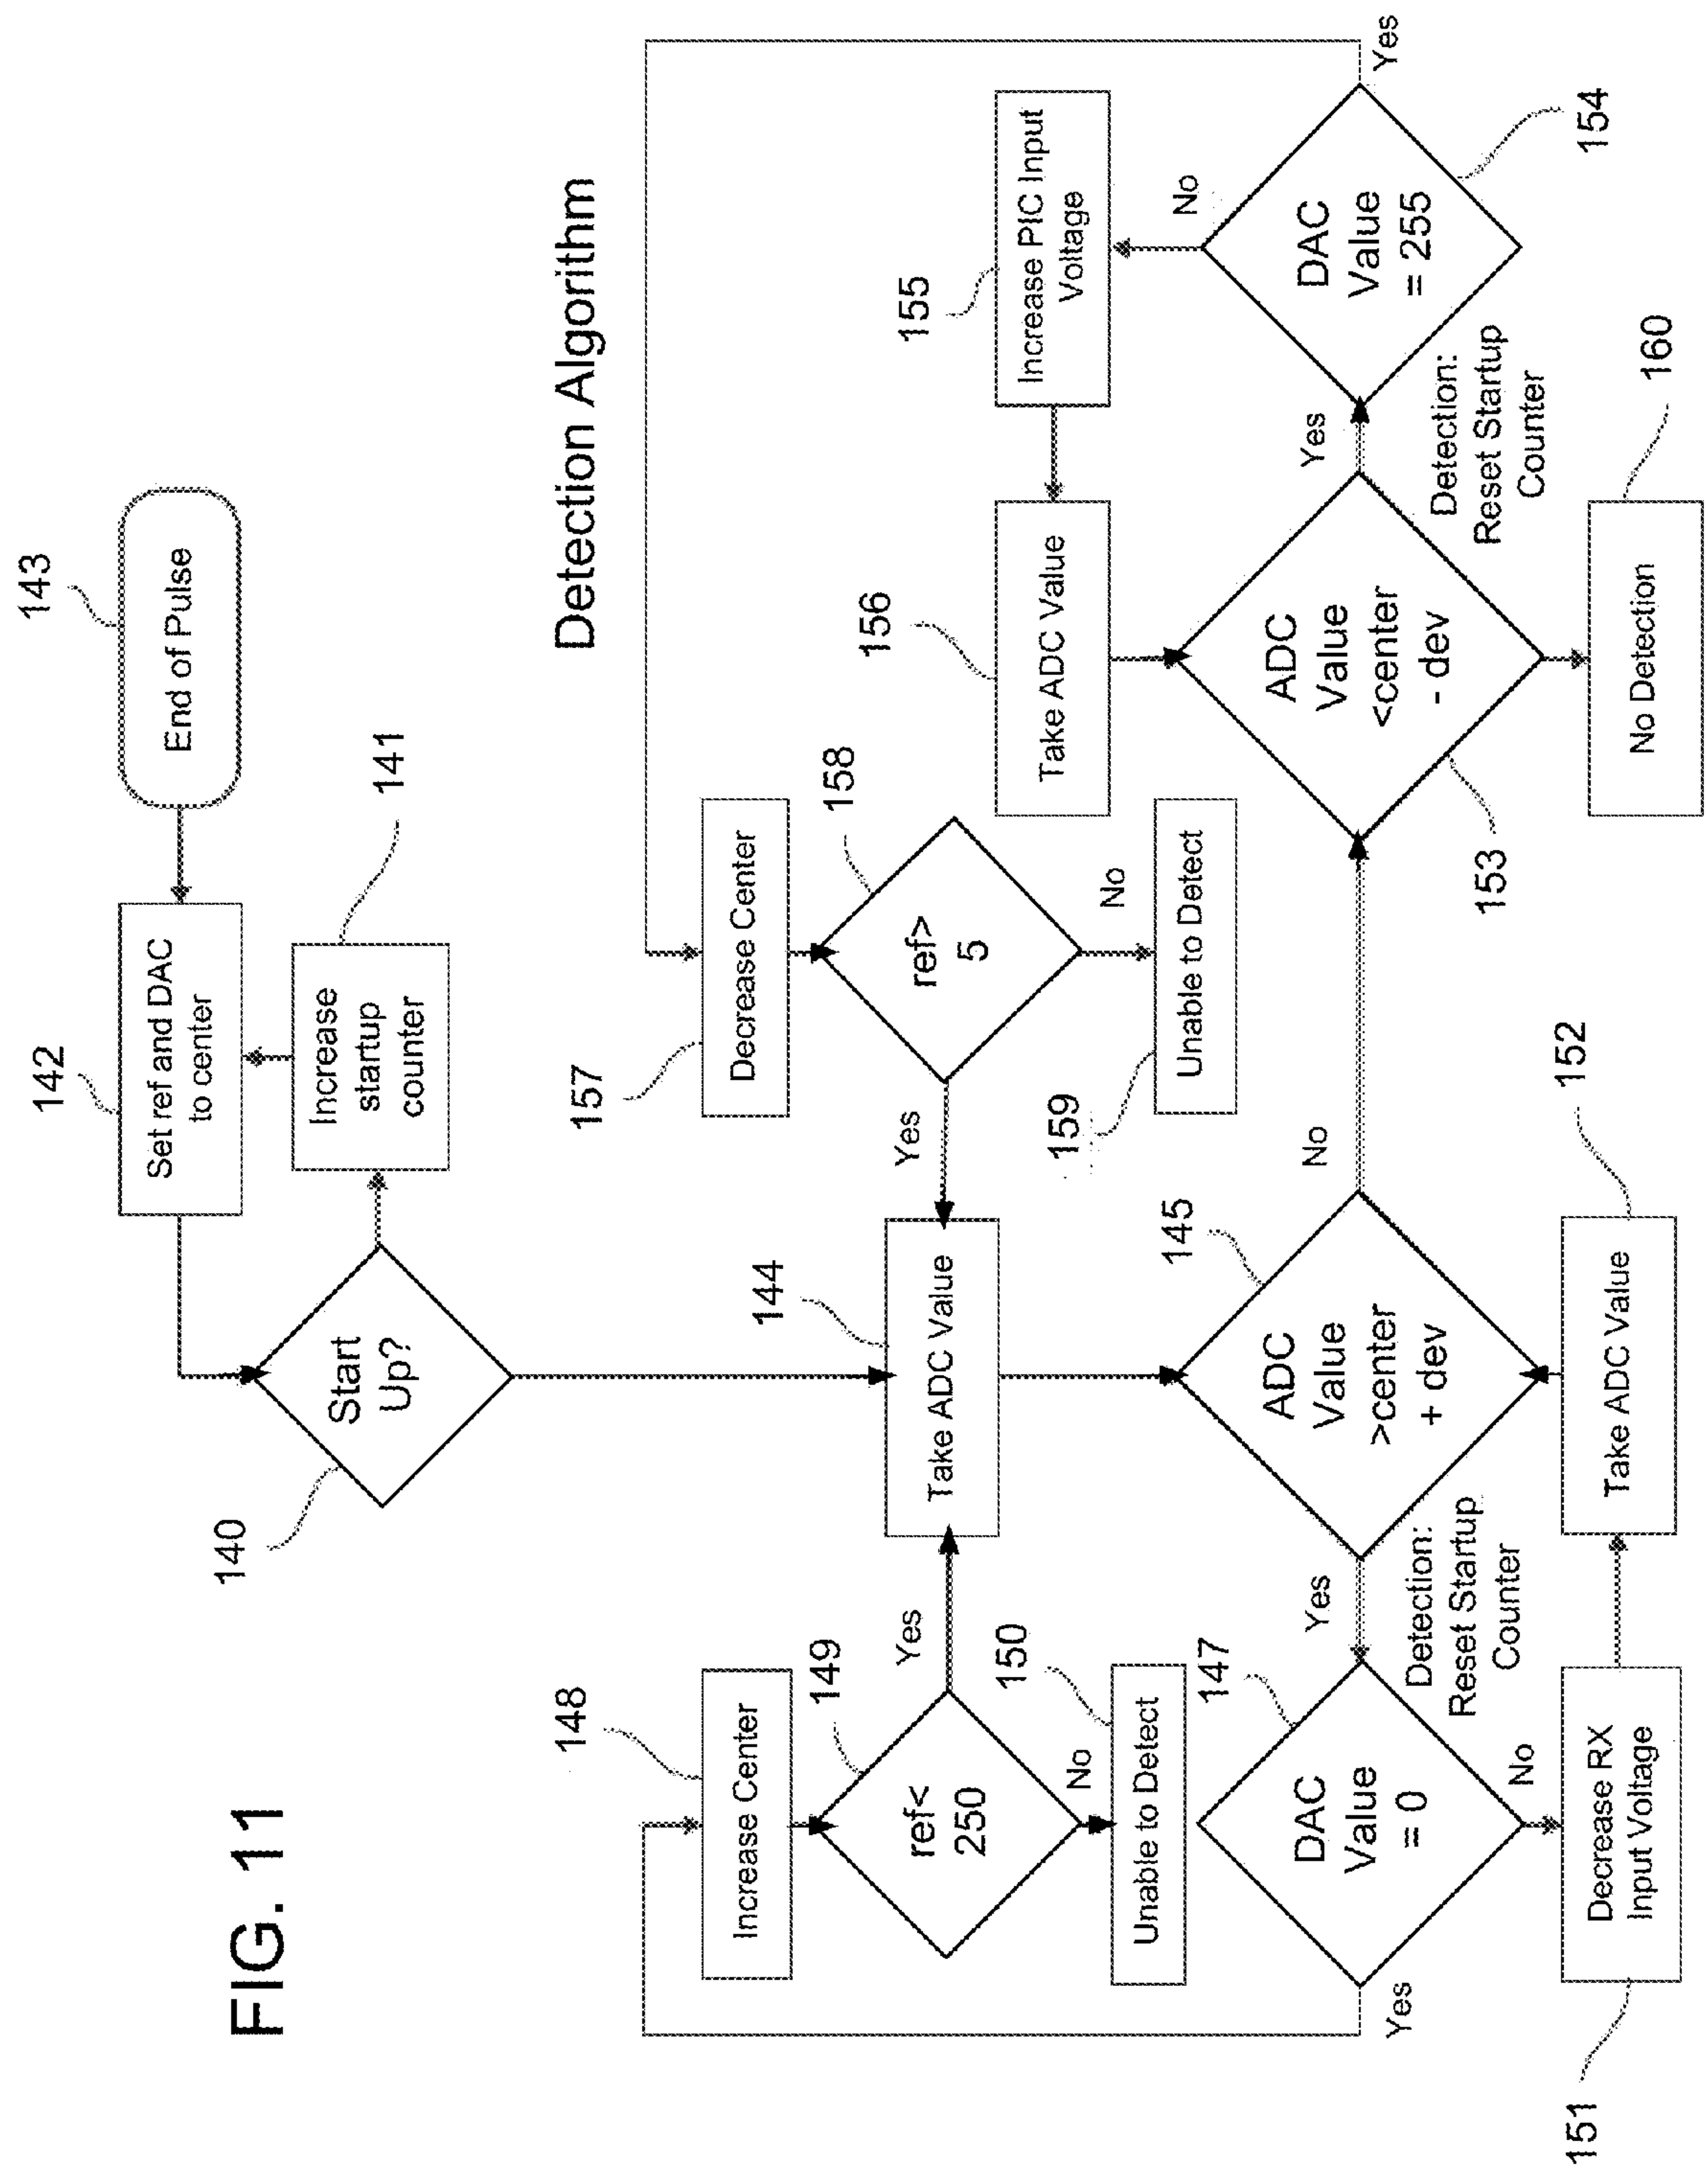 FIG. 11
Detection Algorithm
143
End of Pulse
142
Set ref and DAC
to center
141
Increase
startup
counter
140
Start
Up?
148
Increase Center
149
ref<
250
Yes
No
150
Unable to Detect
144
Take ADC Value
157
Decrease Center
158
ref>
5
Yes
No
159
Unable to Detect
145
ADC
Value
>center
+ dev
Yes
No
Detection:
Reset Startup
Counter
147
DAC
Value
= 0
Yes
No
151
Decrease RX
Input Voltage
152
Take ADC Value
153
ADC
Value
<center
- dev
Yes
Detection:
Reset Startup
Counter
154
DAC
Value
= 255
Yes
No
155
Increase PIC Input
Voltage
156
Take ADC Value
160
No Detection